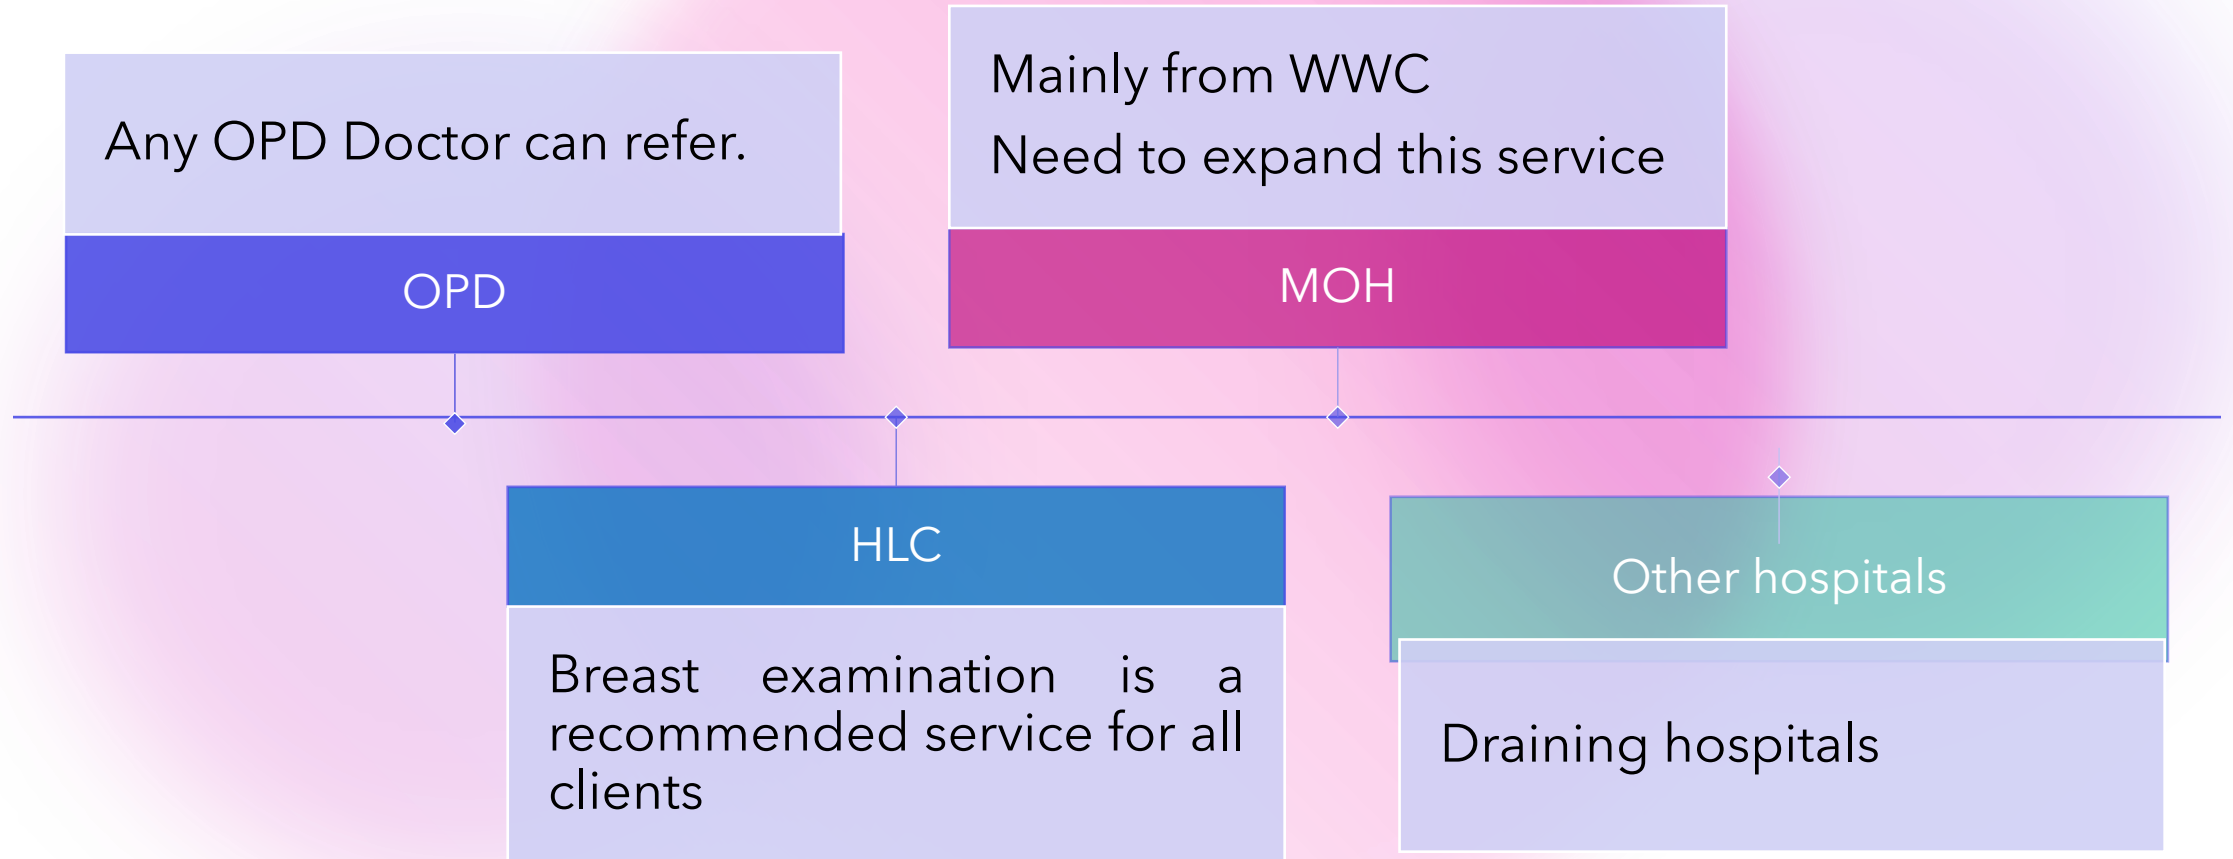 Any OPD Doctor can refer.
OPD
Mainly from WWC
Need to expand this service
MOH
HLC
Breast examination is a
recommended service for all
clients
Other hospitals
Draining hospitals